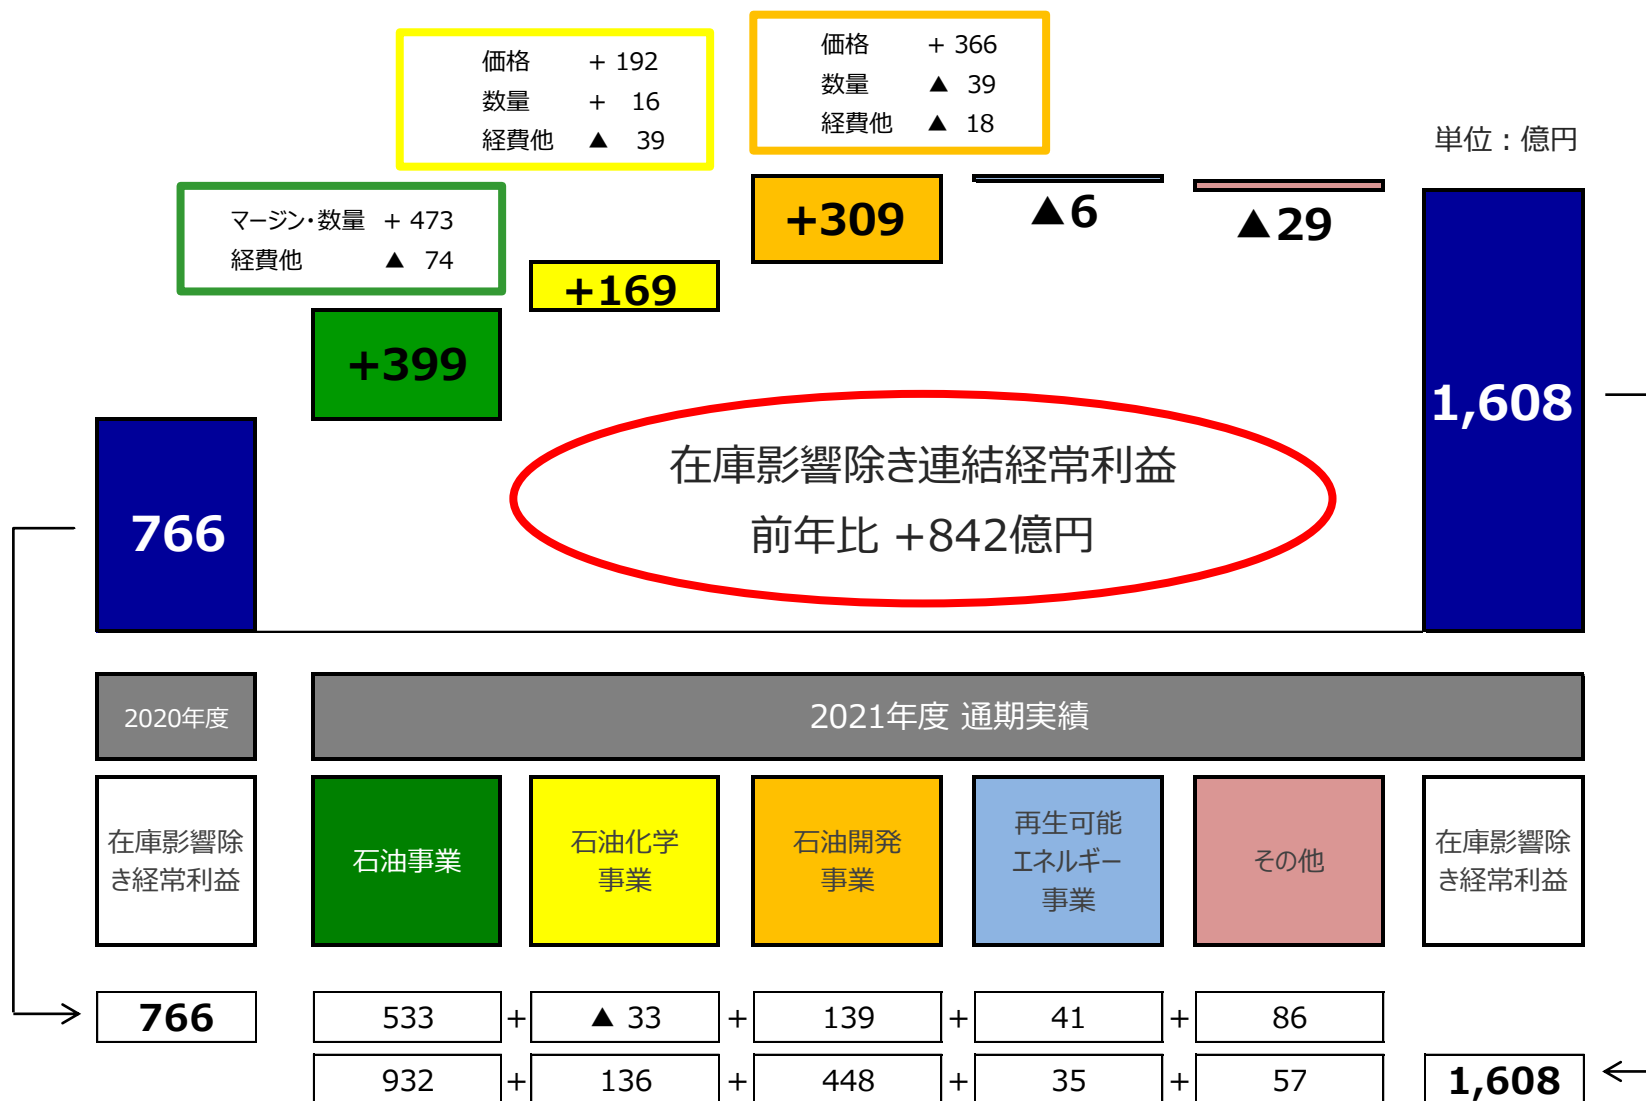 価格 + 192
数量 + 16
経費他 ▲ 39
価格 + 366
数量 ▲ 39
経費他 ▲ 18
単位：億円
マージン・数量 + 473
経費他 ▲ 74
+399
+169
+309
▲6
▲29
766
1,608
在庫影響除き連結経常利益
前年比 +842億円
2020年度
2021年度 通期実績
在庫影響除
き経常利益
石油事業
石油化学
事業
石油開発
事業
再生可能
エネルギー
事業
その他
在庫影響除
き経常利益
766 533 + ▲ 33 + 139 + 41 + 86
932 + 136 + 448 + 35 + 57 1,608